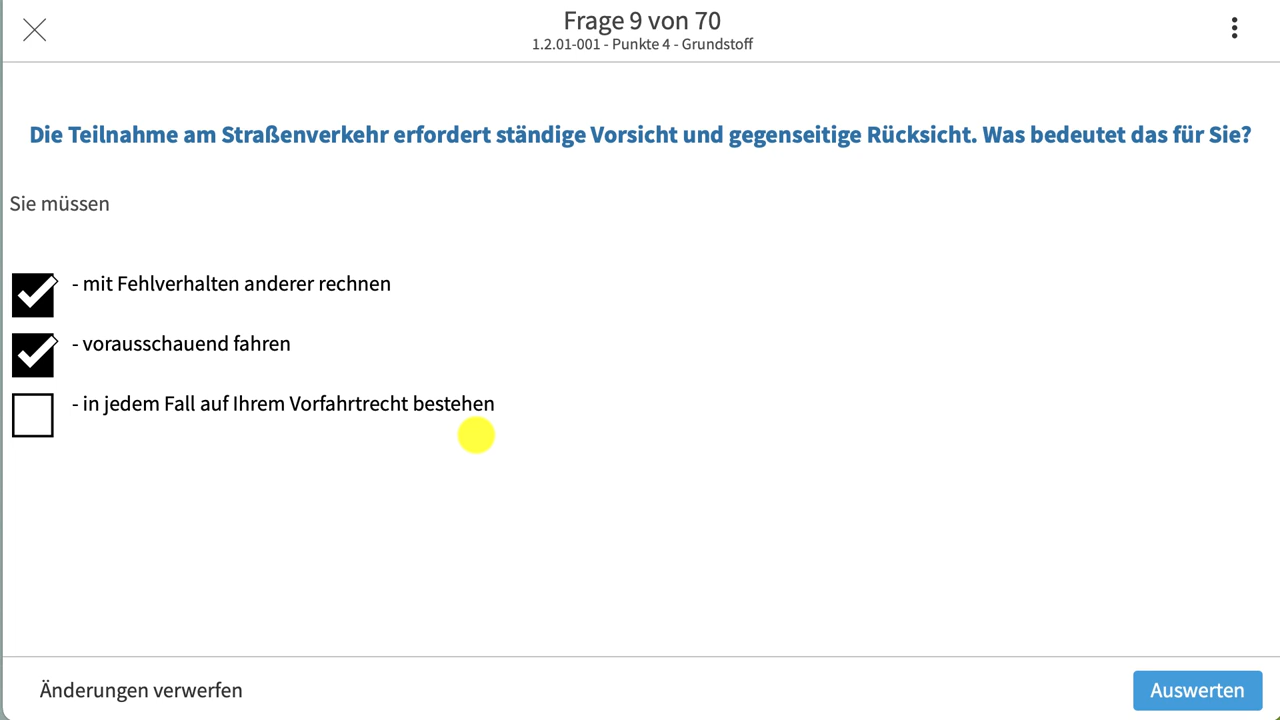 Frage 9 von 70
1.2.01-001 - Punkte 4 - Grundstoff
Die Teilnahme am Straßenverkehr erfordert ständige Vorsicht und gegenseitige Rücksicht. Was bedeutet das für Sie?
Sie müssen
- mit Fehlverhalten anderer rechnen
- vorausschauend fahren
- in jedem Fall auf Ihrem Vorfahrtrecht bestehen
Änderungen verwerfen
Auswerten